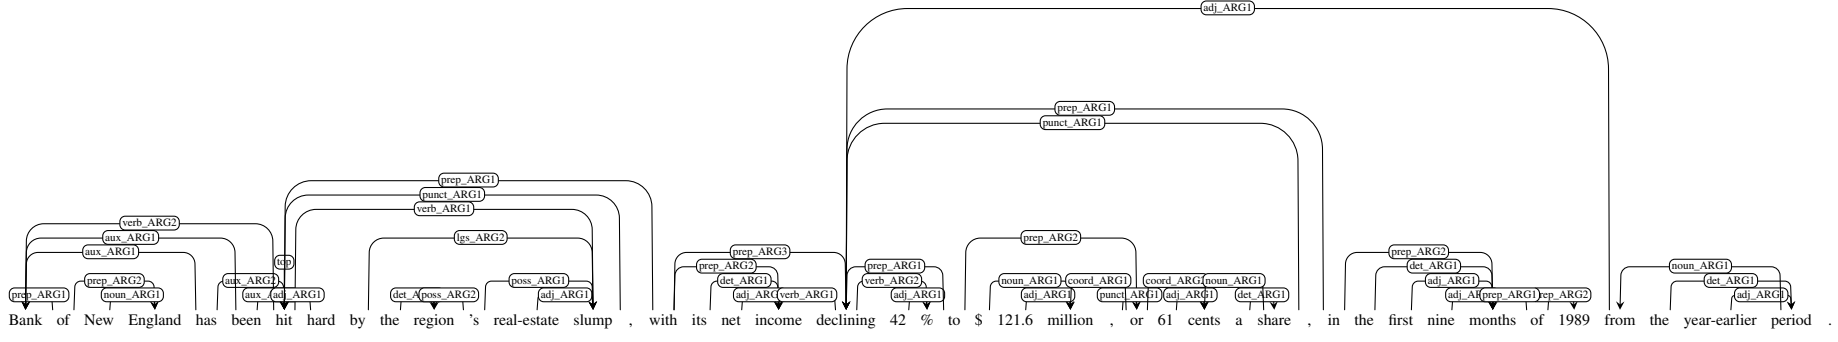 adj_ARG1
prep_ARG1
punct_ARG1
prep_ARG1
punct_ARG1
verb_ARG1
verb_ARG2
aux_ARG1 lgs_ARG2 prep_ARG2
aux_ARG1 prep_ARG3 prep_ARG2
top prep_ARG2 prep_ARG1 det_ARG1 noun_ARG1
prep_ARG2 aux_ARG2 poss_ARG1 det_ARG1 verb_ARG2 noun_ARG1 coord_ARG1 noun_ARG1 adj_ARG1 det_ARG1
prep_ARG1 noun_ARG1 adj_ARG1 poss_ARG2 adj_ARG1 verb_ARG1 adj_ARG1 adj_ARG1 punct_ARG1 adj_ARG1 det_ARG1 prep_ARG1 adj_ARG1
Bank of New England has been hit hard by the region 's real-estate slump , with its net income declining 42 % to $ 121.6 million , or 61 cents a share , in the first nine months of 1989 from the year-earlier period .